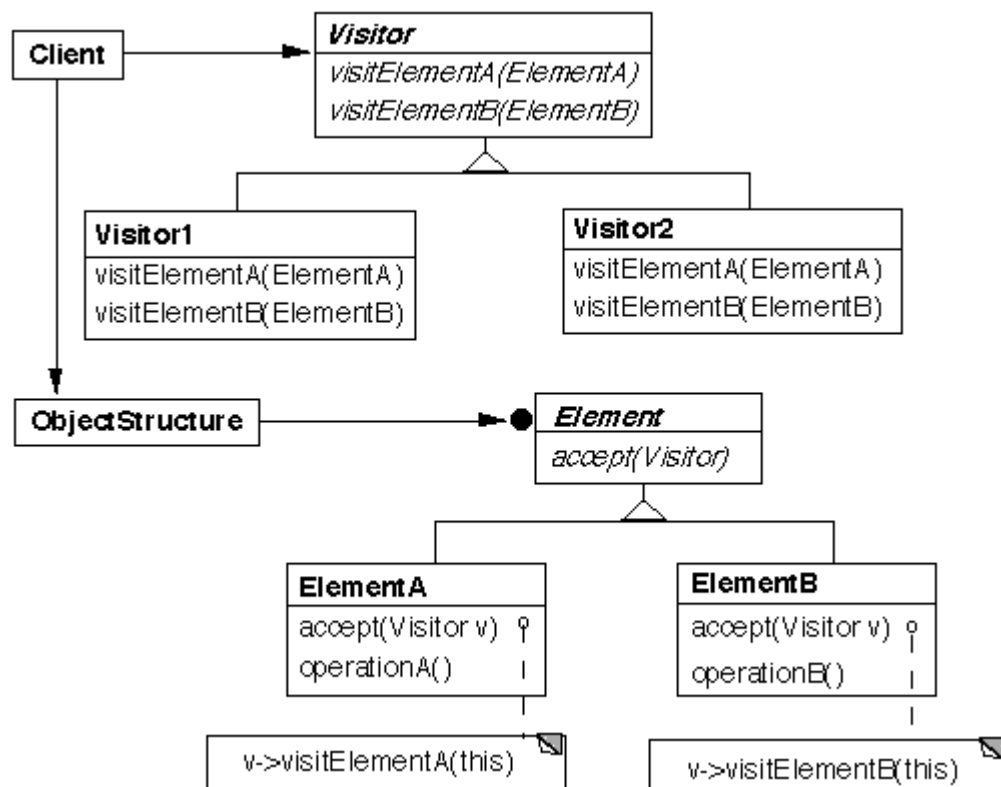 Client
Visitor
visitElementA(ElementA)
visitElementB(ElementB)
Visitor1
visitElementA(ElementA)
visitElementB(ElementB)
Visitor2
visitElementA(ElementA)
visitElementB(ElementB)
ObjectStructure
Element
accept(Visitor)
ElementA
accept(Visitor v)
operationA()
ElementB
accept(Visitor v)
operationB()
v->visitElementA(this)
v->visitElementB(this)